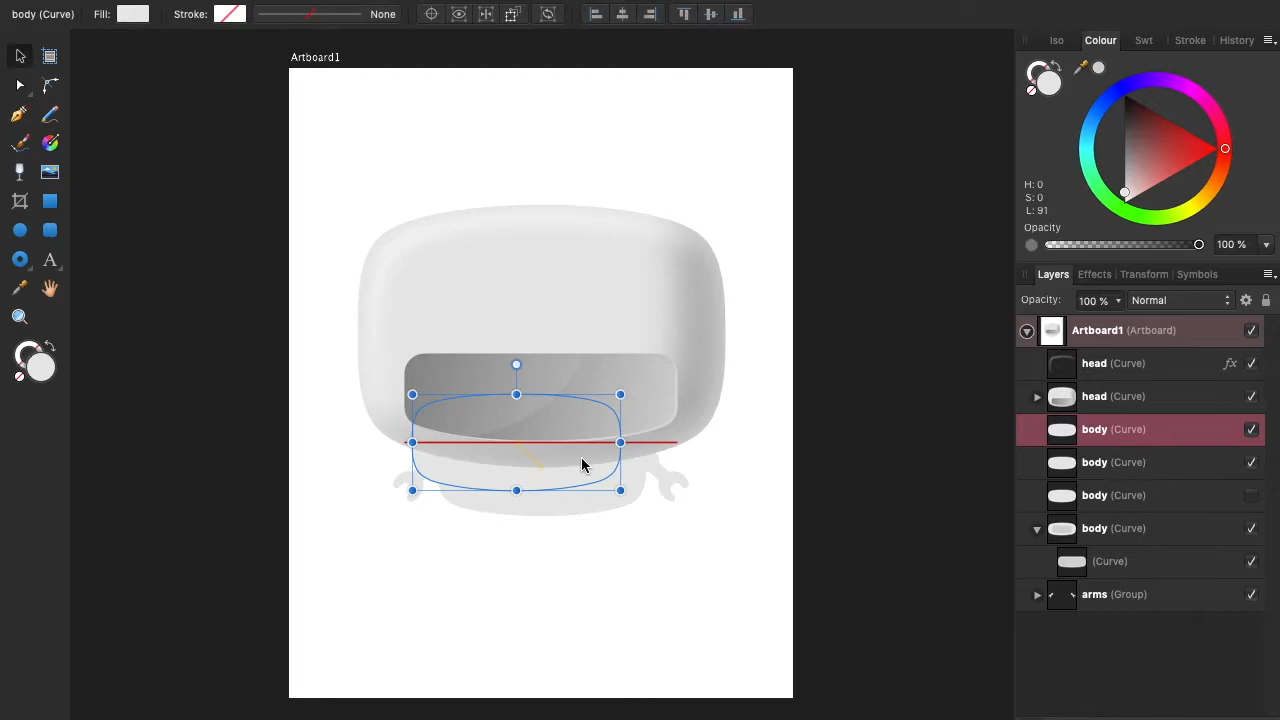 body (Curve) Fill: Stroke: None
Artboard1
Iso Colour Swt Stroke History
H: 0
S: 0
L: 91
Opacity
100 %
Layers Effects Transform Symbols
Opacity: 100 % Normal
Artboard1 (Artboard)
head (Curve) fx
head (Curve)
body (Curve)
body (Curve)
body (Curve)
body (Curve)
(Curve)
arms (Group)
A